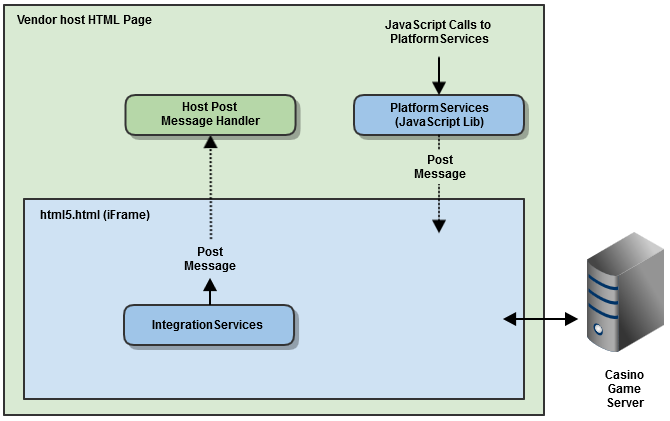 Vendor host HTML Page
JavaScript Calls to
PlatformServices
Host Post
Message Handler
PlatformServices
(JavaScript Lib)
Post
Message
html5.html (iFrame)
Post
Message
IntegrationServices
Casino
Game
Server